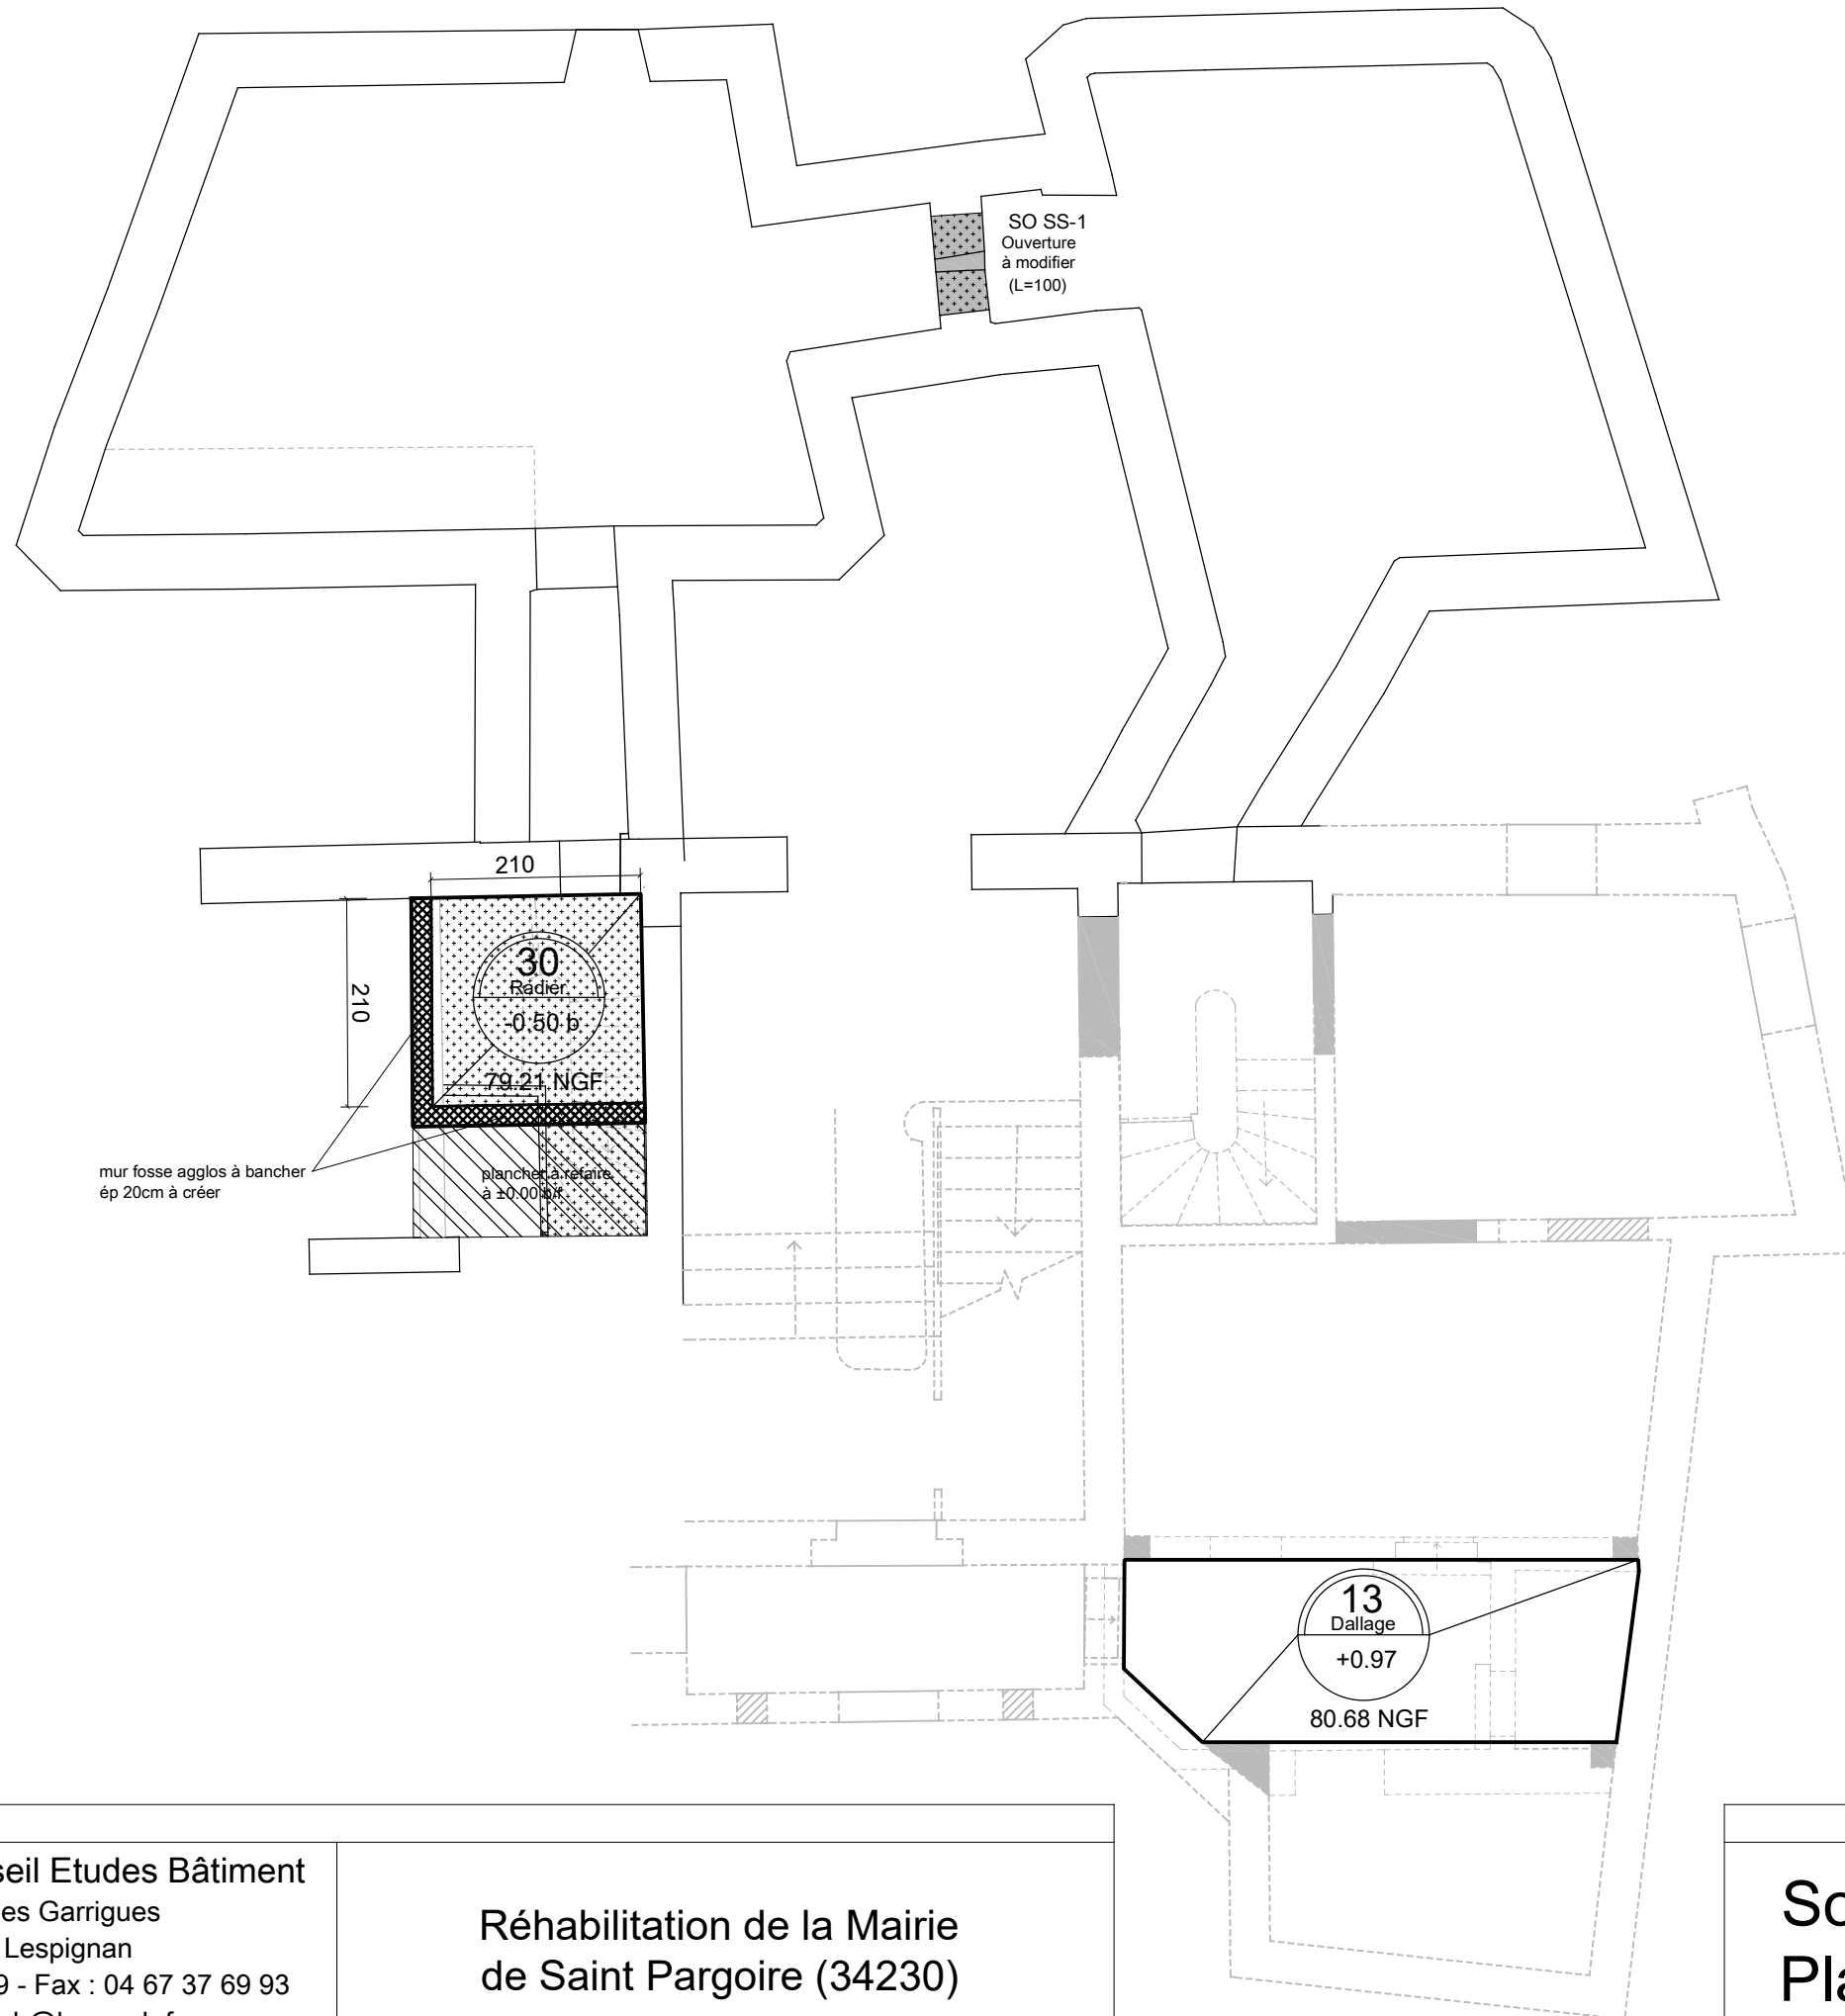 SO SS-1
Ouverture
à modifier
(L=100)
210
210
30
Radier
-0.50 b
79.21 NGF
mur fosse agglos à bancher
ép 20cm à créer
plancher à refaire
à ±0.00 b/f
13
Dallage
+0.97
80.68 NGF
seil Etudes Bâtiment
es Garrigues
Lespignan
9 - Fax : 04 67 37 69 93
Réhabilitation de la Mairie
de Saint Pargoire (34230)
So
Pla